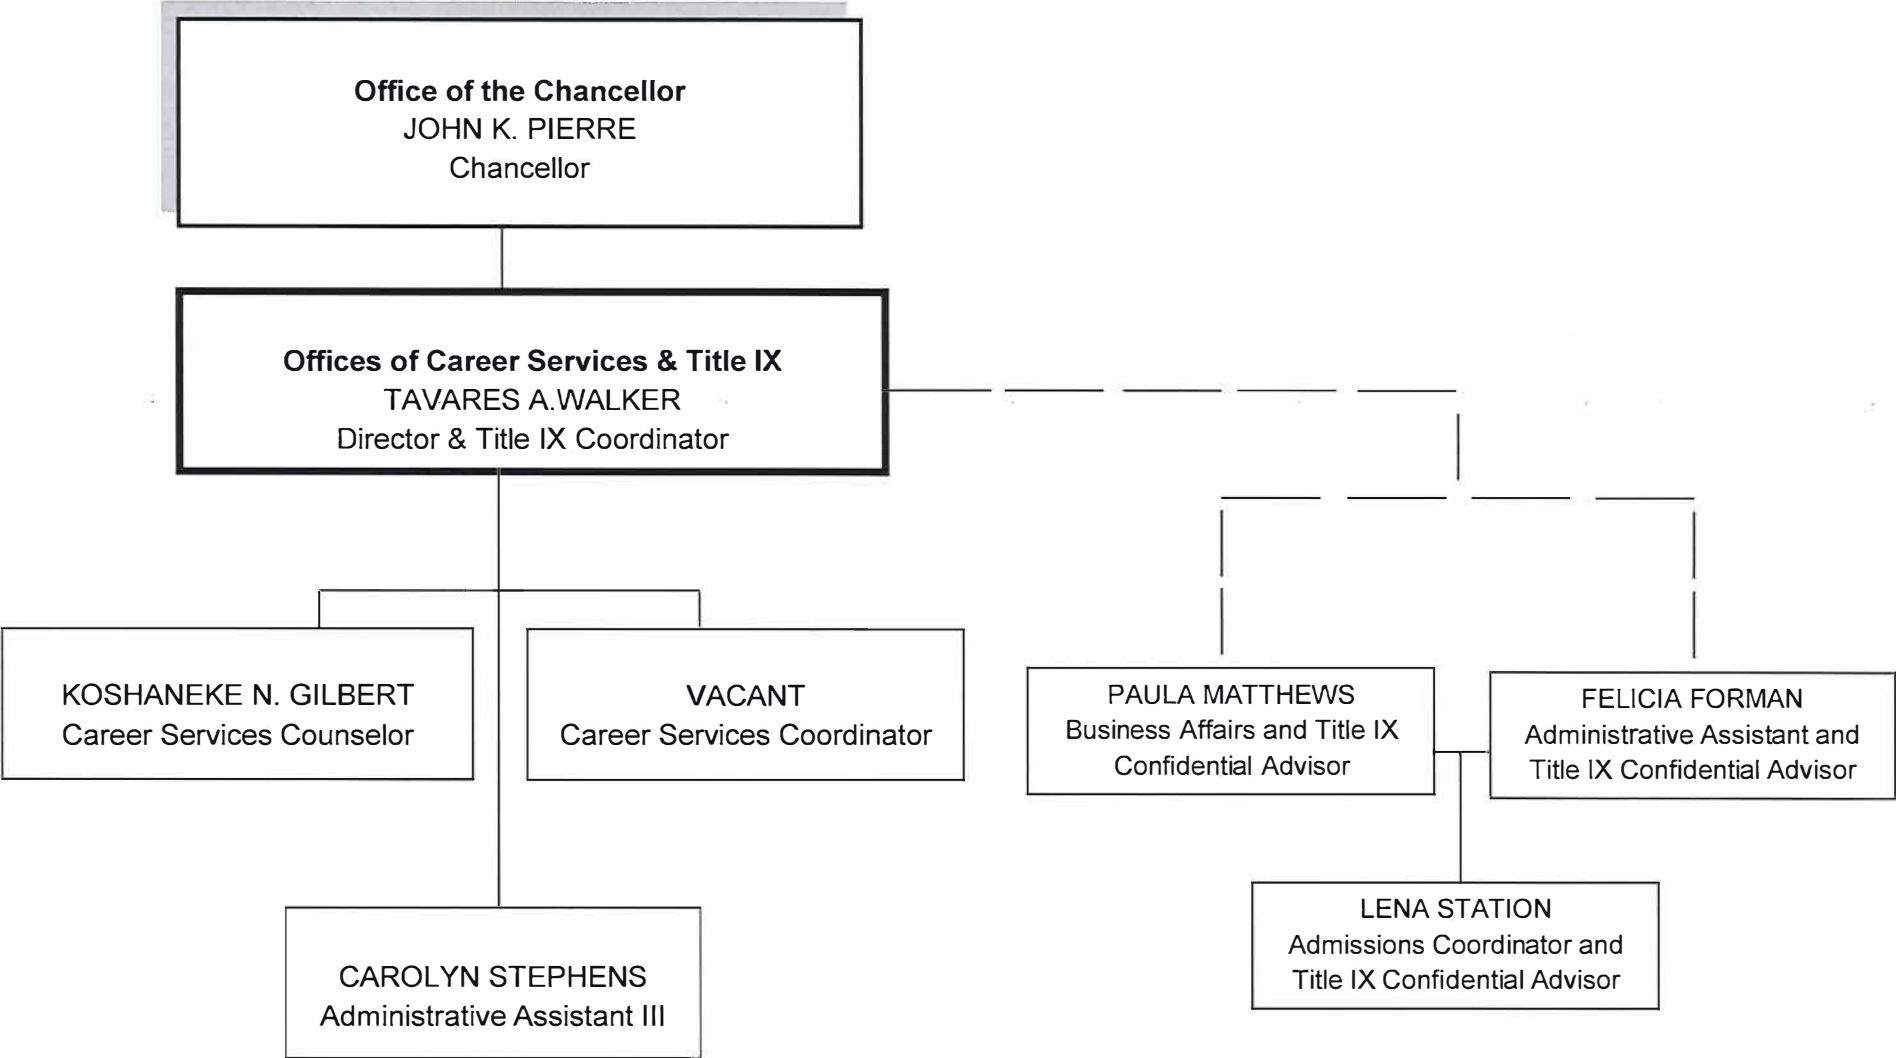 Office of the Chancellor
JOHN K. PIERRE
Chancellor
Offices of Career Services & Title IX
TAVARES A.WALKER
Director & Title IX Coordinator
KOSHANEKE N. GILBERT
Career Services Counselor
VACANT
Career Services Coordinator
PAULA MATTHEWS
Business Affairs and Title IX
Confidential Advisor
FELICIA FORMAN
Administrative Assistant and
Title IX Confidential Advisor
CAROLYN STEPHENS
Administrative Assistant III
LENA STATION
Admissions Coordinator and
Title IX Confidential Advisor